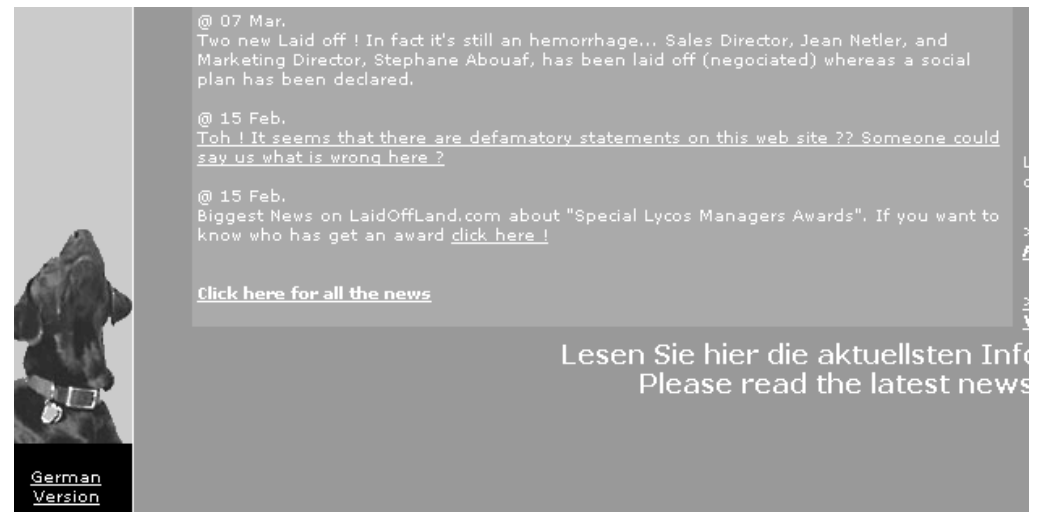 @ 07 Mar.
Two new Laid off ! In fact it's still an hemorrhage... Sales Director, Jean Netler, and
Marketing Director, Stephane Abouaf, has been laid off (negociated) whereas a social
plan has been declared.
@ 15 Feb.
Toh ! It seems that there are defamatory statements on this web site ?? Someone could
say us what is wrong here ?
@ 15 Feb.
Biggest News on LaidOffLand.com about "Special Lycos Managers Awards". If you want to
know who has get an award click here !
Click here for all the news
Lesen Sie hier die aktuellsten
Please read the latest news
German
Version